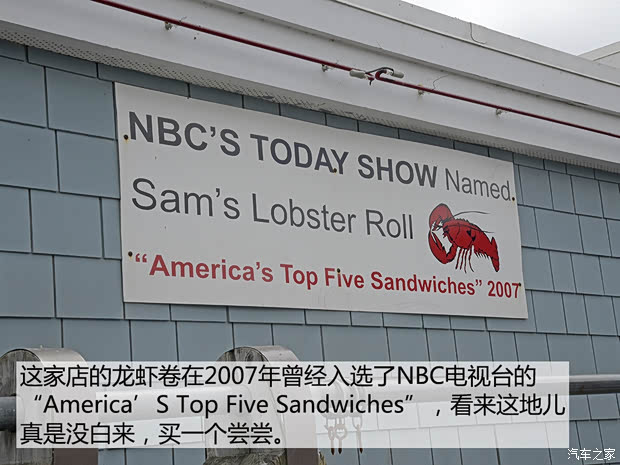 NBC'S TODAY SHOW Named
Sam's Lobster Roll
"America's Top Five Sandwiches" 2007
这家店的龙虾卷在2007年曾经入选了NBC电视台的
“America’S Top Five Sandwiches”，看来这地儿
真是没白来，买一个尝尝。
汽车之家